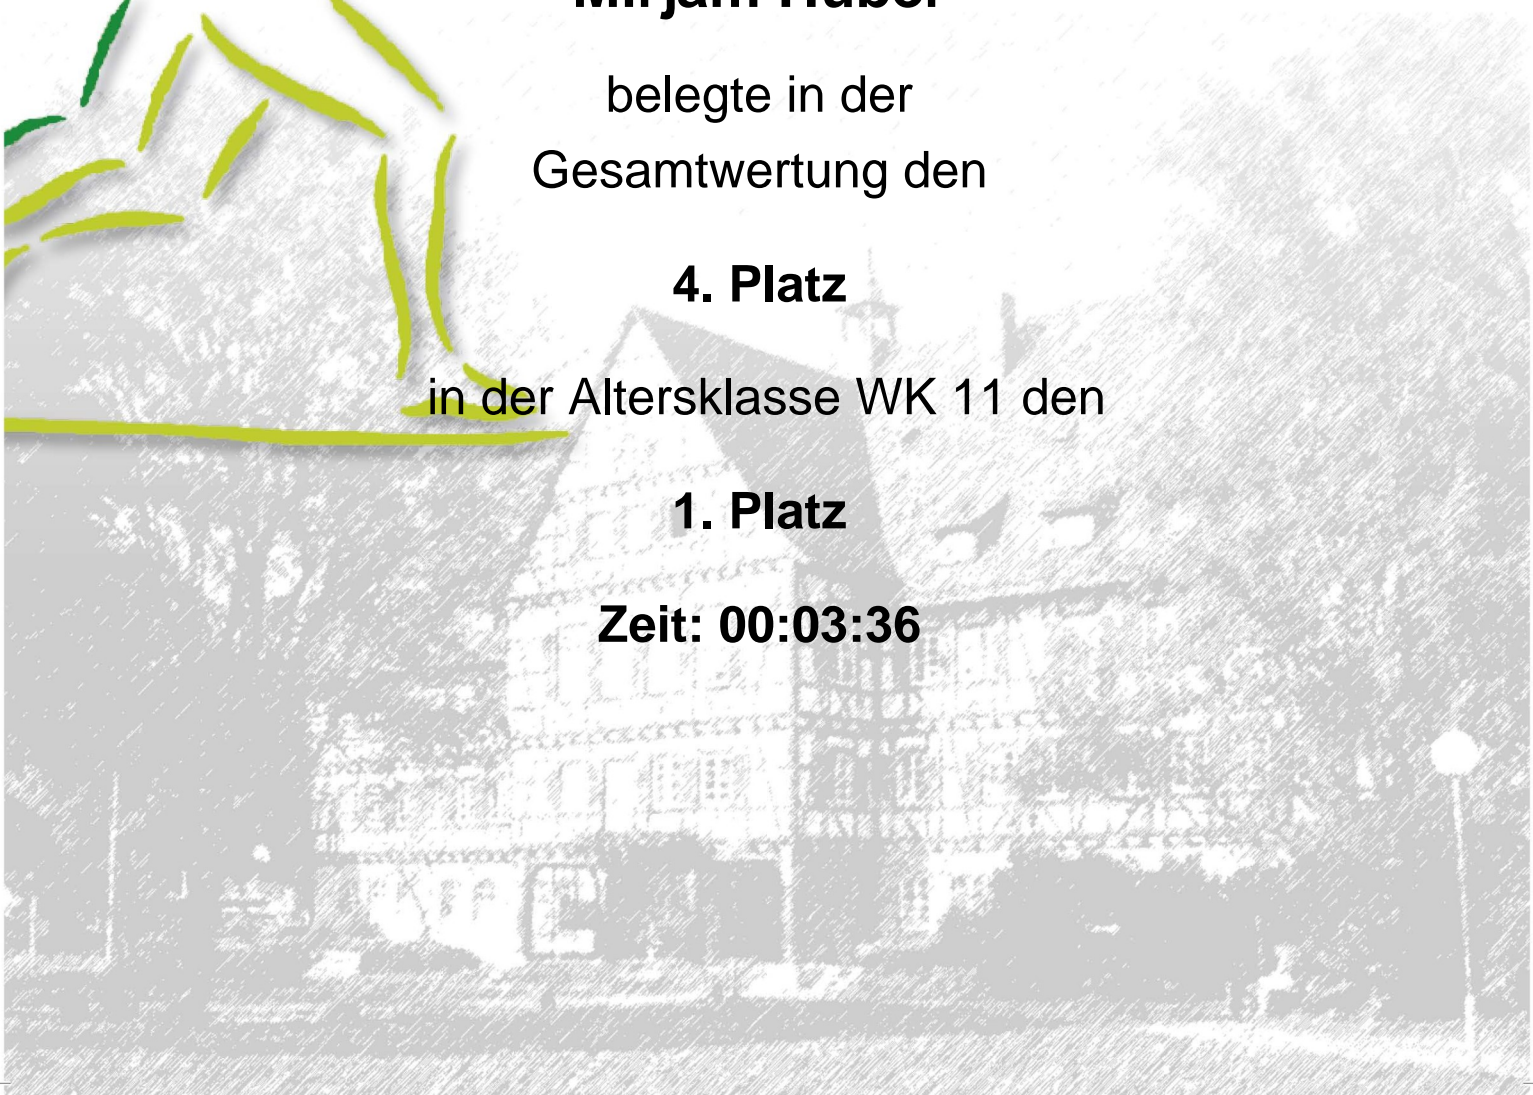 belegte in der
Gesamtwertung den
4. Platz
in der Altersklasse WK 11 den
1. Platz
Zeit: 00:03:36